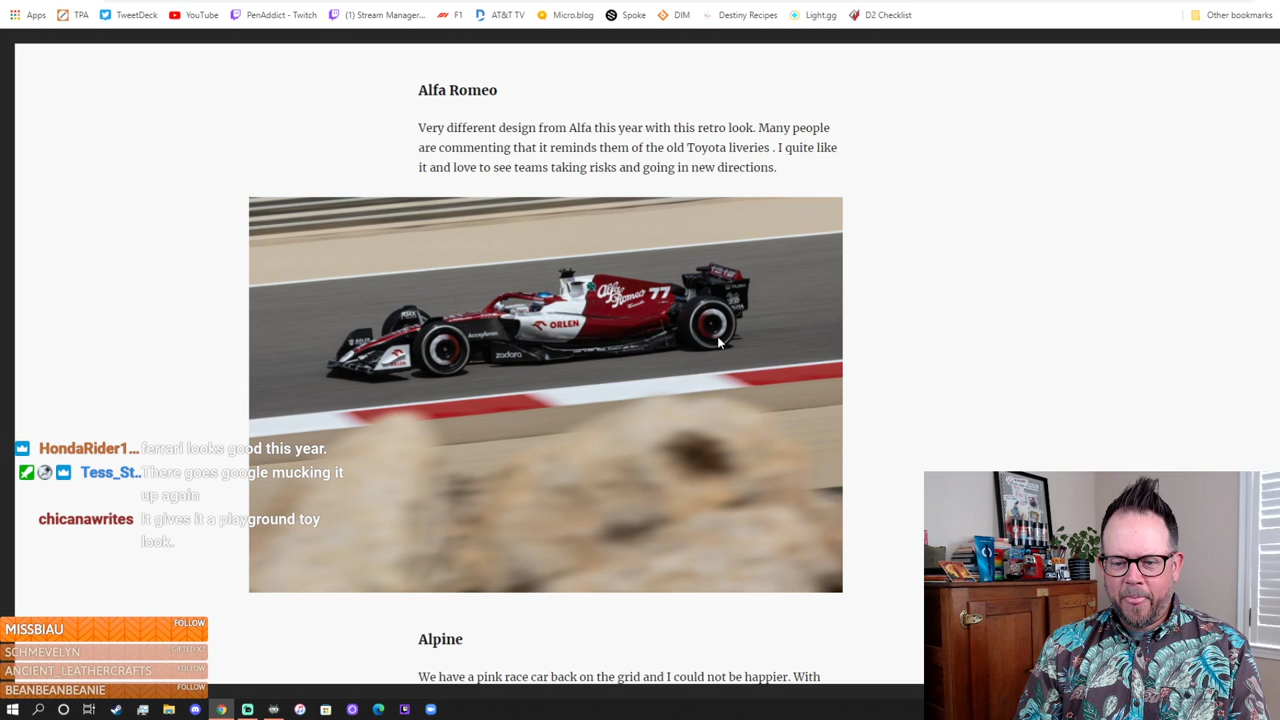 Apps TPA TweetDeck YouTube PenAddict - Twitch (1) Stream Manager... F1 AT&T TV Micro.blog Spoke DIM Destiny Recipes Light.gg D2 Checklist Other bookmarks
Alfa Romeo
Very different design from Alfa this year with this retro look. Many people
are commenting that it reminds them of the old Toyota liveries . I quite like
it and love to see teams taking risks and going in new directions.
Alfa Romeo 77
ORLEN
Accelleron
zadara
ORLEN
HondaRider1... ferrari looks good this year.
Tess_St.. There goes google mucking it
up again
chicanawrites It gives it a playground toy
look.
MISSBIAU FOLLOW
SCHMEVELYN GIFTED X2
ANCIENT_LEATHERCRAFTS FOLLOW
BEANBEANBEANIE FOLLOW
Alpine
We have a pink race car back on the grid and I could not be happier. With